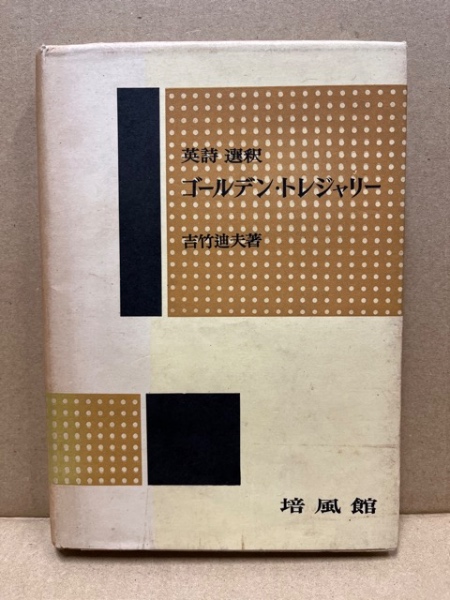 英詩 選釈
ゴールデン・トレジャリー
吉竹迪夫著
培風館